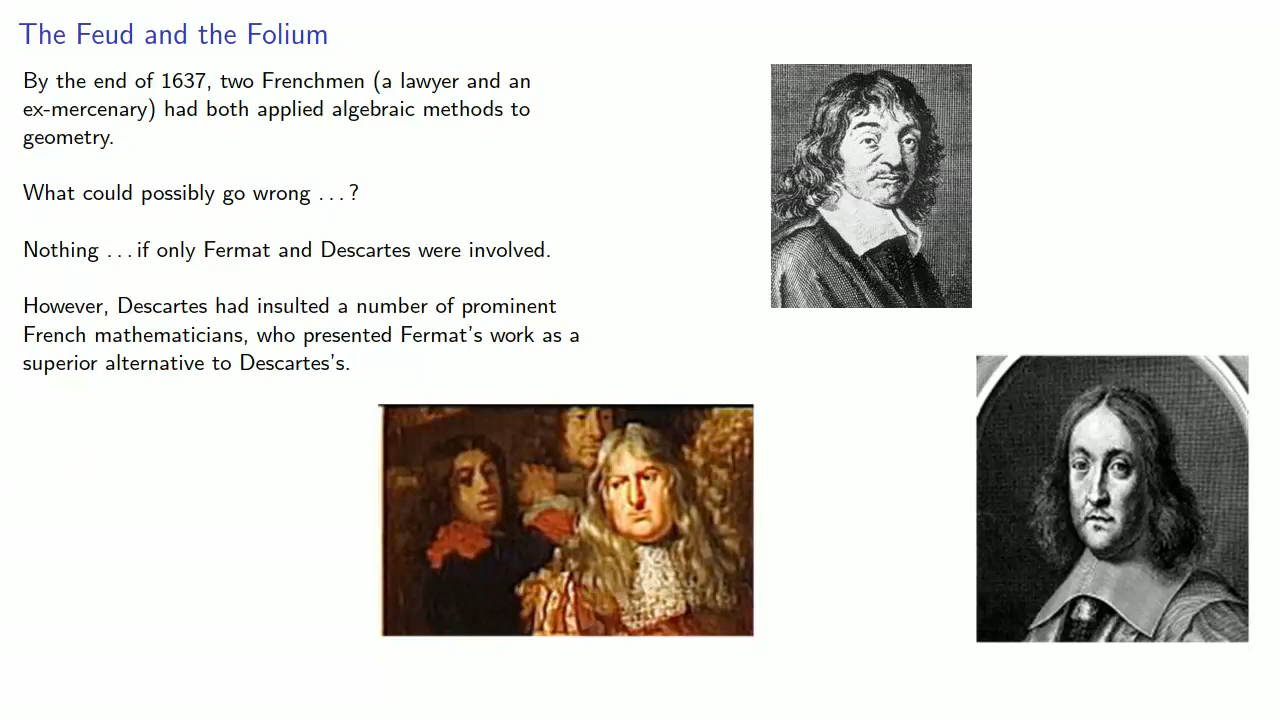 The Feud and the Folium
By the end of 1637, two Frenchmen (a lawyer and an
ex-mercenary) had both applied algebraic methods to
geometry.
What could possibly go wrong ...?
Nothing ...if only Fermat and Descartes were involved.
However, Descartes had insulted a number of prominent
French mathematicians, who presented Fermat's work as a
superior alternative to Descartes's.